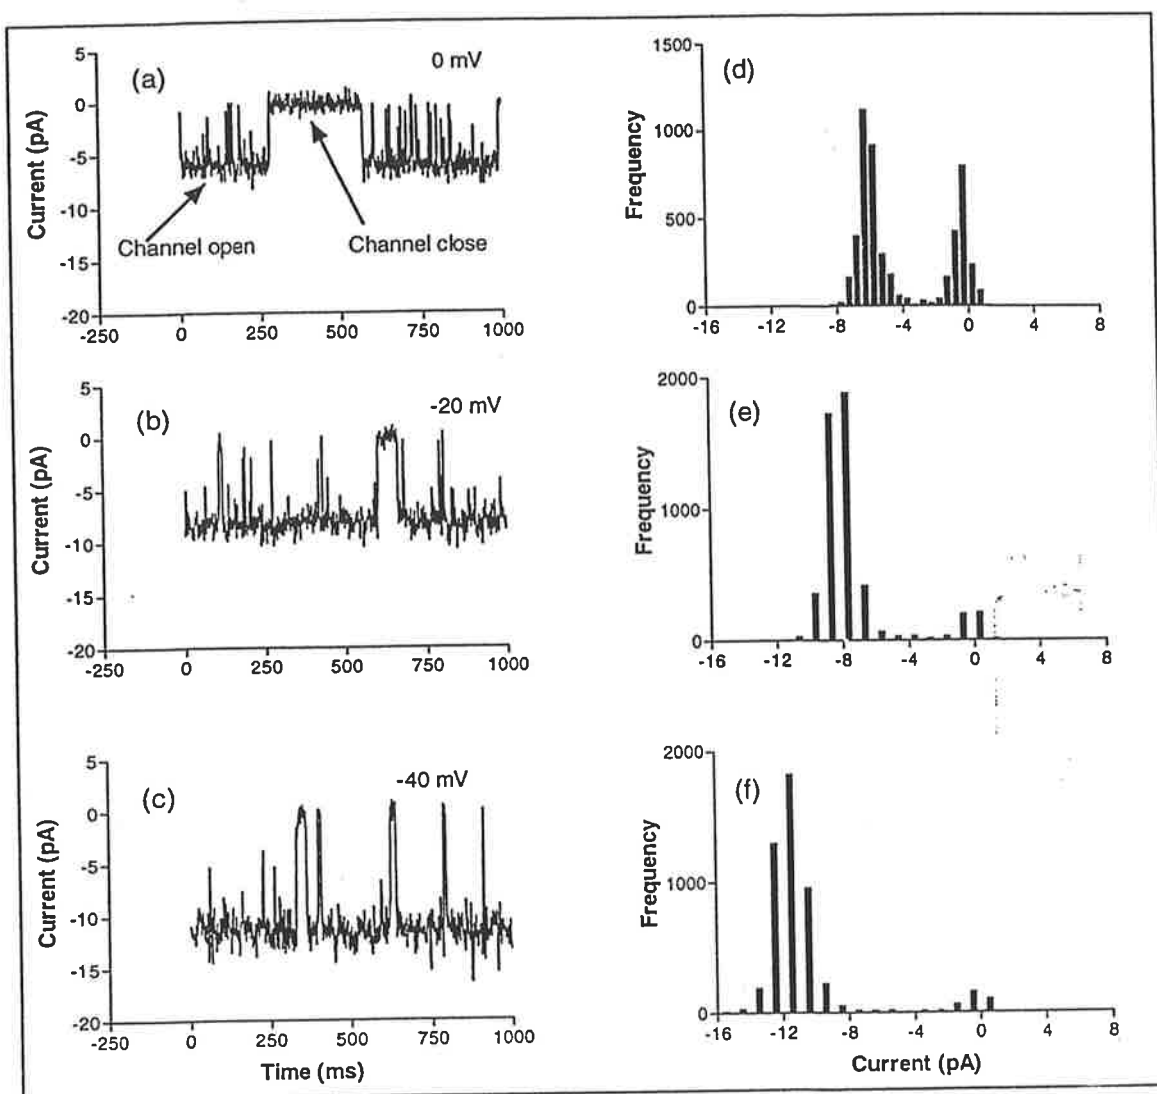 (a)
0 mV
5
0
-5
-10
-15
-20
Current (pA)
Channel open
Channel close
-250 0 250 500 750 1000
(d)
1500
1000
500
0
Frequency
-16 -12 -8 -4 0 4 8
(b)
-20 mV
5
0
-5
-10
-15
-20
Current (pA)
-250 0 250 500 750 1000
(e)
2000
1000
0
Frequency
-16 -12 -8 -4 0 4 8
(c)
-40 mV
5
0
-5
-10
-15
-20
Current (pA)
-250 0 250 500 750 1000
Time (ms)
(f)
2000
1000
0
Frequency
-16 -12 -8 -4 0 4 8
Current (pA)